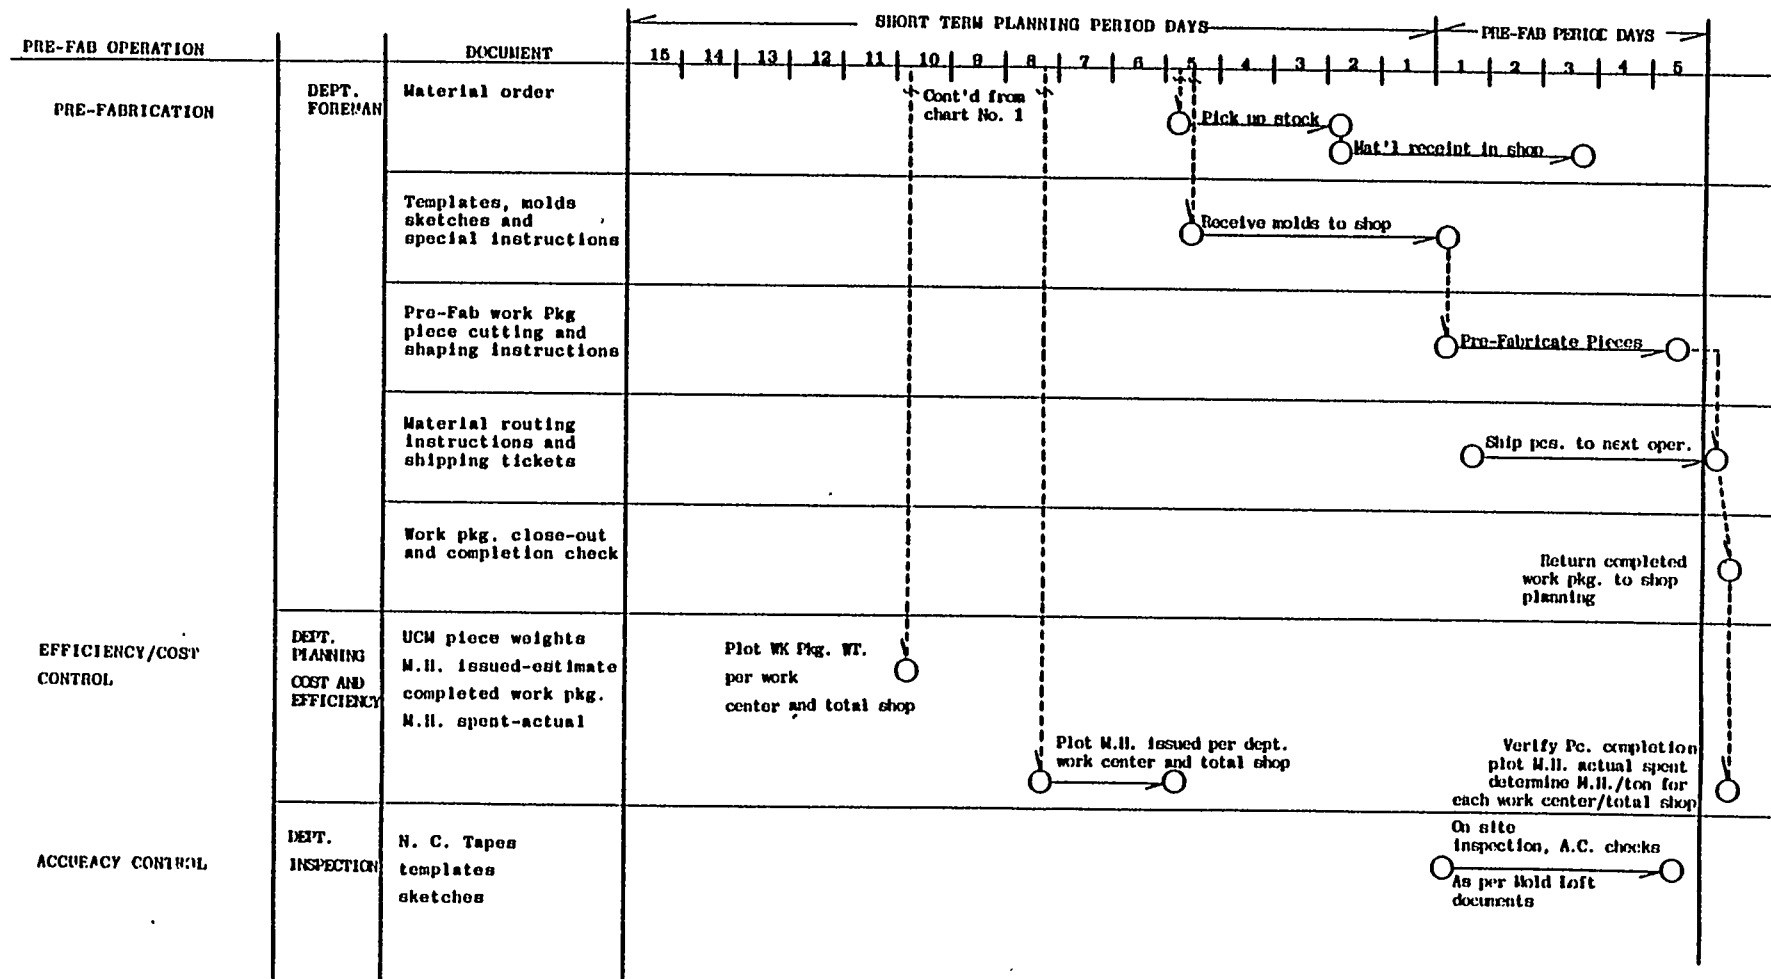 SHORT TERM PLANNING PERIOD DAYS
PRE-FAB PERIOD DAYS
PRE-FAB OPERATION
DOCUMENT
15 14 13 12 11 10 9 8 7 6 5 4 3 2 1 1 2 3 4 5
PRE-FABRICATION
DEPT.
FOREMAN
Material order
Cont'd from
chart No. 1
Pick up stock
Mat'l receipt in shop
Templates, molds
sketches and
special instructions
Receive molds to shop
Pre-Fab work Pkg
piece cutting and
shaping instructions
Pre-Fabricate Pieces
Material routing
instructions and
shipping tickets
Ship pcs. to next oper.
Work pkg. close-out
and completion check
Return completed
work pkg. to shop
planning
EFFICIENCY/COST
CONTROL
DEPT.
PLANNING
COST AND
EFFICIENCY
UCW piece weights
M.H. issued-estimate
completed work pkg.
M.H. spent-actual
Plot WK Pkg. WT.
per work
center and total shop
Plot M.H. issued per dept.
work center and total shop
Verify Pc. completion
plot M.H. actual spent
determine M.H./ton for
each work center/total shop
ACCURACY CONTROL
DEPT.
INSPECTION
N. C. Tapes
templates
sketches
On site
inspection, A.C. checks
As per Mold Loft
documents